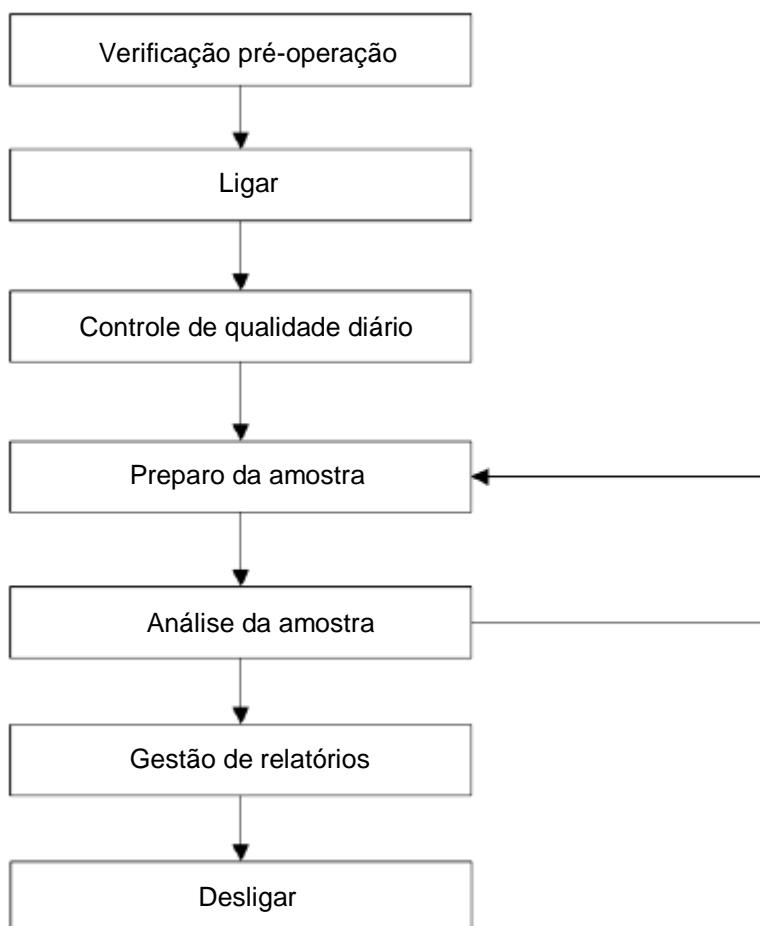 Verificação pré-operação
Ligar
Controle de qualidade diário
Preparo da amostra
Análise da amostra
Gestão de relatórios
Desligar